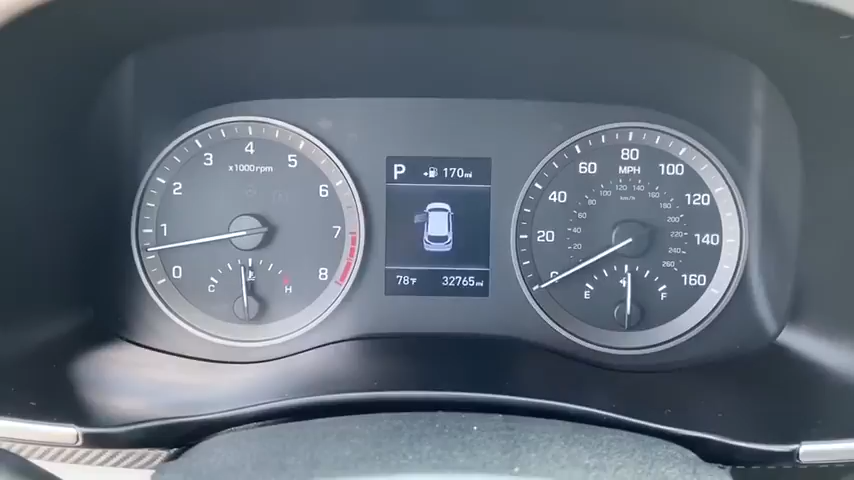 0 1 2 3 4 5 6 7 8
x1000rpm
C H
P 170mi
78°F 32765mi
20 40 60 80 100 120 140 160
MPH
20 40 60 80 100 120 140 160 180 200 220 240 260
km/h
E F